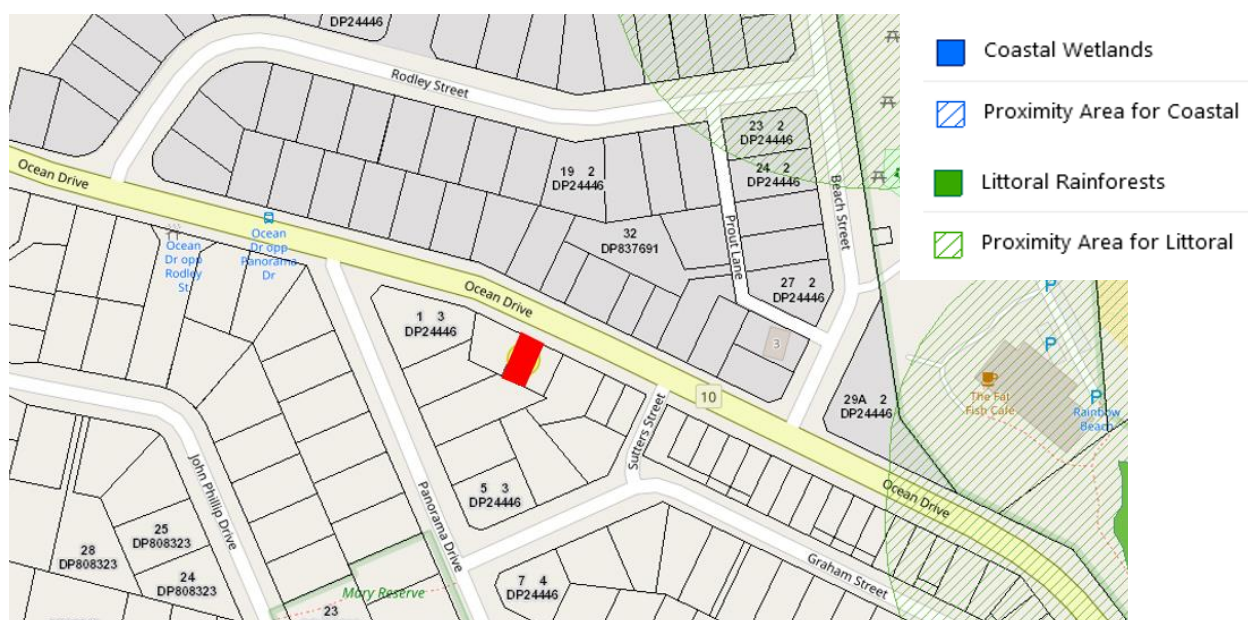 DP24446
Rodley Street
Ocean Drive
19 2
DP24446
23 2
DP24446
24 2
DP24446
Beach Street
Prout Lane
32
DP837691
27 2
DP24446
Ocean
Dr opp
Rodley
St
Ocean
Dr opp
Panorama
Dr
Ocean Drive
1 3
DP24446
3
10
29A 2
DP24446
P
P
The Fat
Fish Cafe
P
Rainbow
Beach
Sutters Street
Ocean Drive
John Phillip Drive
Panorama Drive
5 3
DP24446
25
DP808323
28
DP808323
24
DP808323
7 4
DP24446
Graham Street
Mary Reserve
23
Coastal Wetlands
Proximity Area for Coastal
Littoral Rainforests
Proximity Area for Littoral